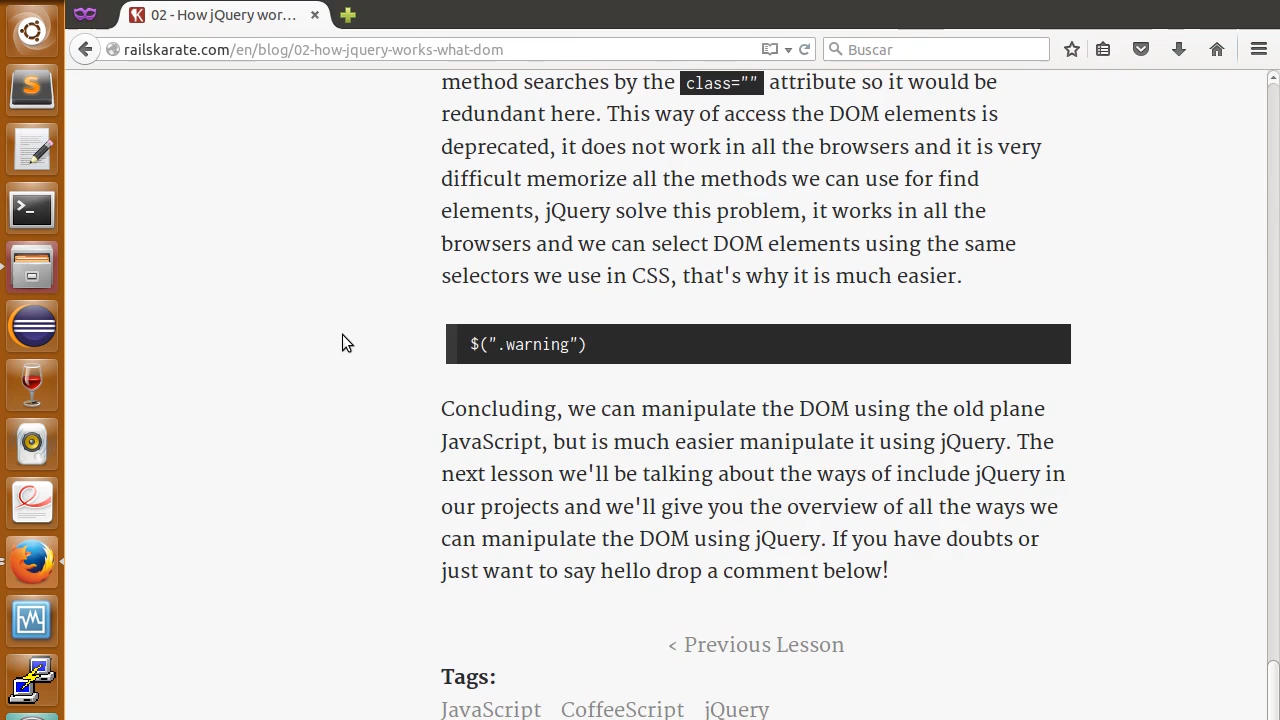 02 - How jQuery wor...
railskarate.com/en/blog/02-how-jquery-works-what-dom
Buscar
method searches by the class="" attribute so it would be
redundant here. This way of access the DOM elements is
deprecated, it does not work in all the browsers and it is very
difficult memorize all the methods we can use for find
elements, jQuery solve this problem, it works in all the
browsers and we can select DOM elements using the same
selectors we use in CSS, that's why it is much easier.
$(".warning")
Concluding, we can manipulate the DOM using the old plane
JavaScript, but is much easier manipulate it using jQuery. The
next lesson we'll be talking about the ways of include jQuery in
our projects and we'll give you the overview of all the ways we
can manipulate the DOM using jQuery. If you have doubts or
just want to say hello drop a comment below!
< Previous Lesson
Tags:
JavaScript CoffeeScript jQuery